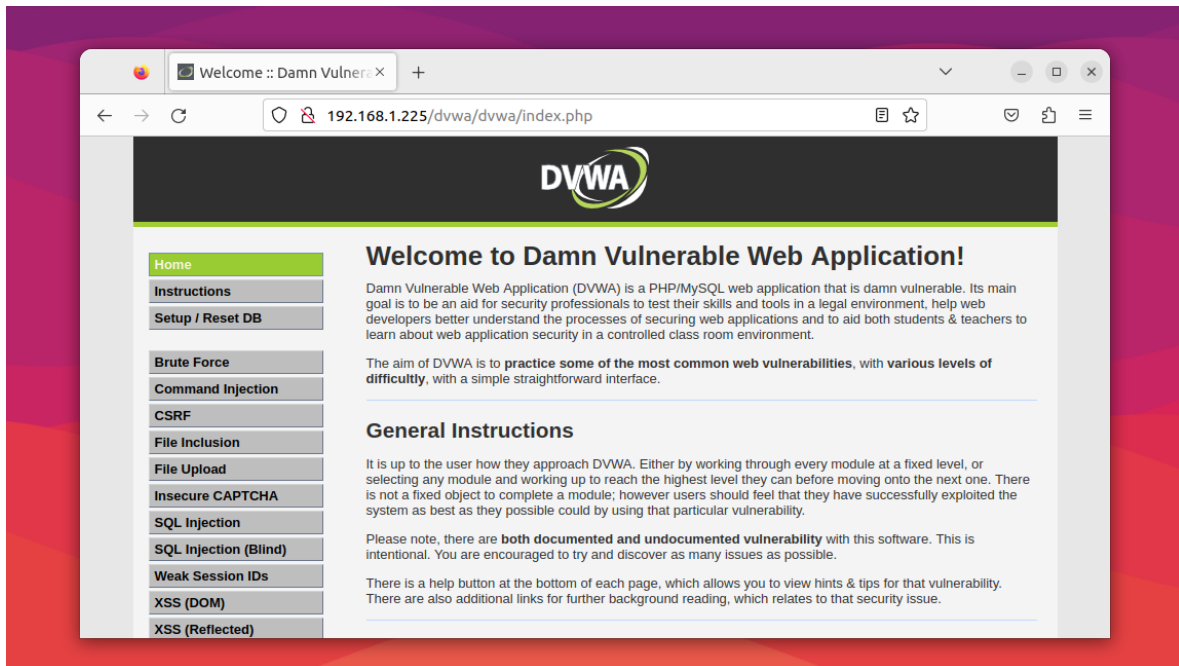 Welcome :: Damn Vulnera
192.168.1.225/dvwa/dvwa/index.php
DVWA
Home
Instructions
Setup / Reset DB
Brute Force
Command Injection
CSRF
File Inclusion
File Upload
Insecure CAPTCHA
SQL Injection
SQL Injection (Blind)
Weak Session IDs
XSS (DOM)
XSS (Reflected)
Welcome to Damn Vulnerable Web Application!
Damn Vulnerable Web Application (DVWA) is a PHP/MySQL web application that is damn vulnerable. Its main
goal is to be an aid for security professionals to test their skills and tools in a legal environment, help web
developers better understand the processes of securing web applications and to aid both students & teachers to
learn about web application security in a controlled class room environment.
The aim of DVWA is to practice some of the most common web vulnerabilities, with various levels of
difficultly, with a simple straightforward interface.
General Instructions
It is up to the user how they approach DVWA. Either by working through every module at a fixed level, or
selecting any module and working up to reach the highest level they can before moving onto the next one. There
is not a fixed object to complete a module; however users should feel that they have successfully exploited the
system as best as they possible could by using that particular vulnerability.
Please note, there are both documented and undocumented vulnerability with this software. This is
intentional. You are encouraged to try and discover as many issues as possible.
There is a help button at the bottom of each page, which allows you to view hints & tips for that vulnerability.
There are also additional links for further background reading, which relates to that security issue.